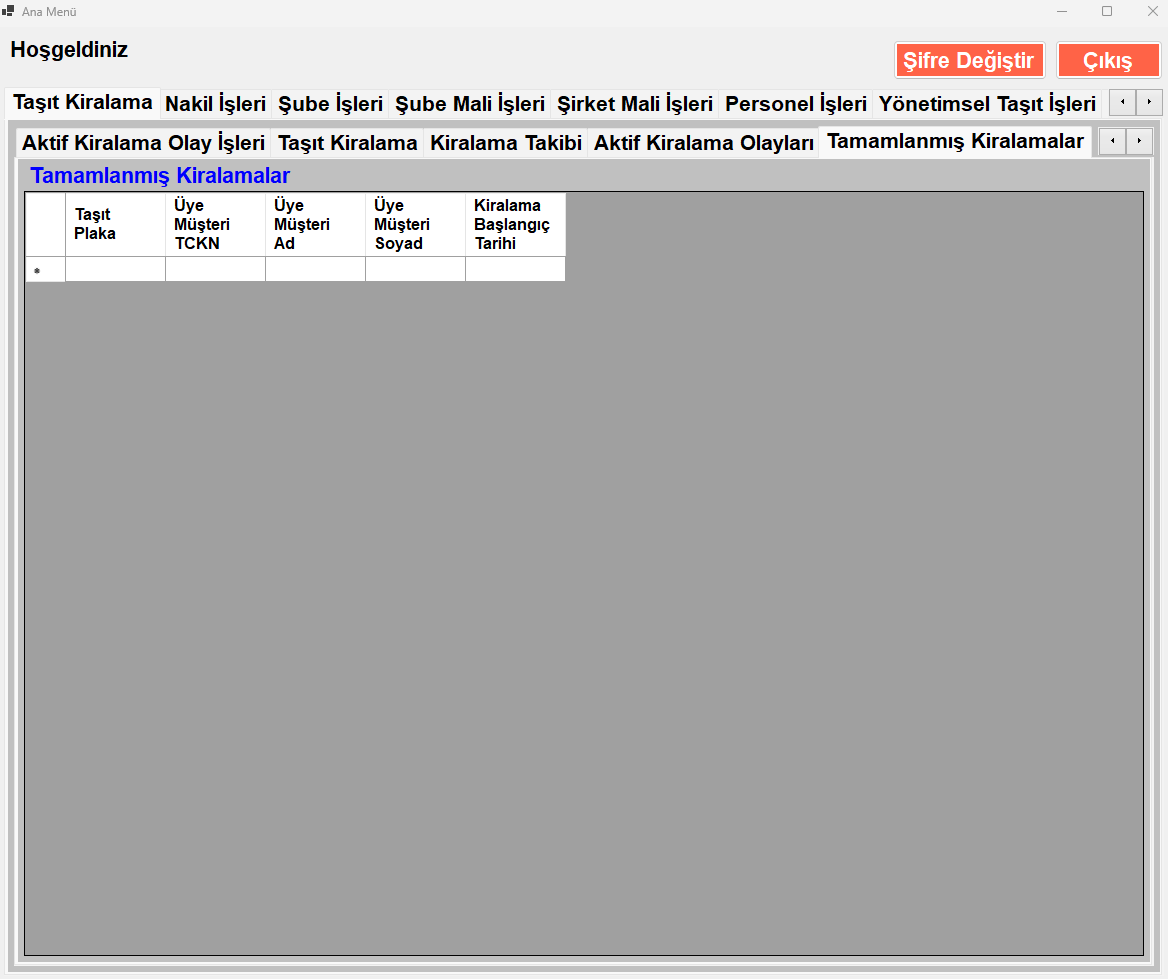 Ana Menü
Hoşgeldiniz
Şifre Değiştir
Çıkış
Taşıt Kiralama
Nakil İşleri
Şube İşleri
Şube Mali İşleri
Şirket Mali İşleri
Personel İşleri
Yönetimsel Taşıt İşleri
Aktif Kiralama Olay İşleri
Taşıt Kiralama
Kiralama Takibi
Aktif Kiralama Olayları
Tamamlanmış Kiralamalar
Tamamlanmış Kiralamalar
Taşıt
Plaka
Üye
Müşteri
TCKN
Üye
Müşteri
Ad
Üye
Müşteri
Soyad
Kiralama
Başlangıç
Tarihi
*